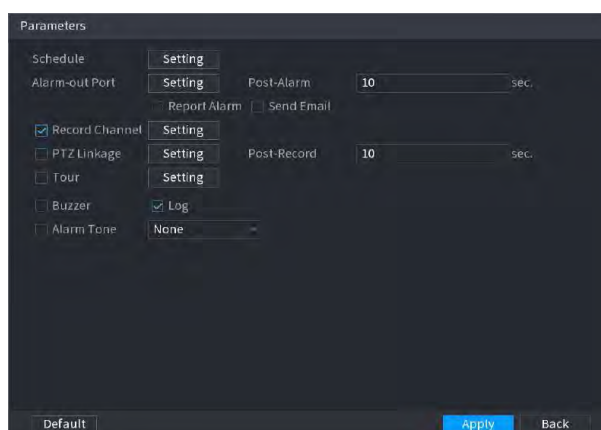 Parameters
Schedule Setting
Alarm-out Port Setting Post-Alarm 10 sec.
Report Alarm Send Email
Record Channel Setting
PTZ Linkage Setting Post-Record 10 sec.
Tour Setting
Buzzer Log
Alarm Tone None
Default Apply Back